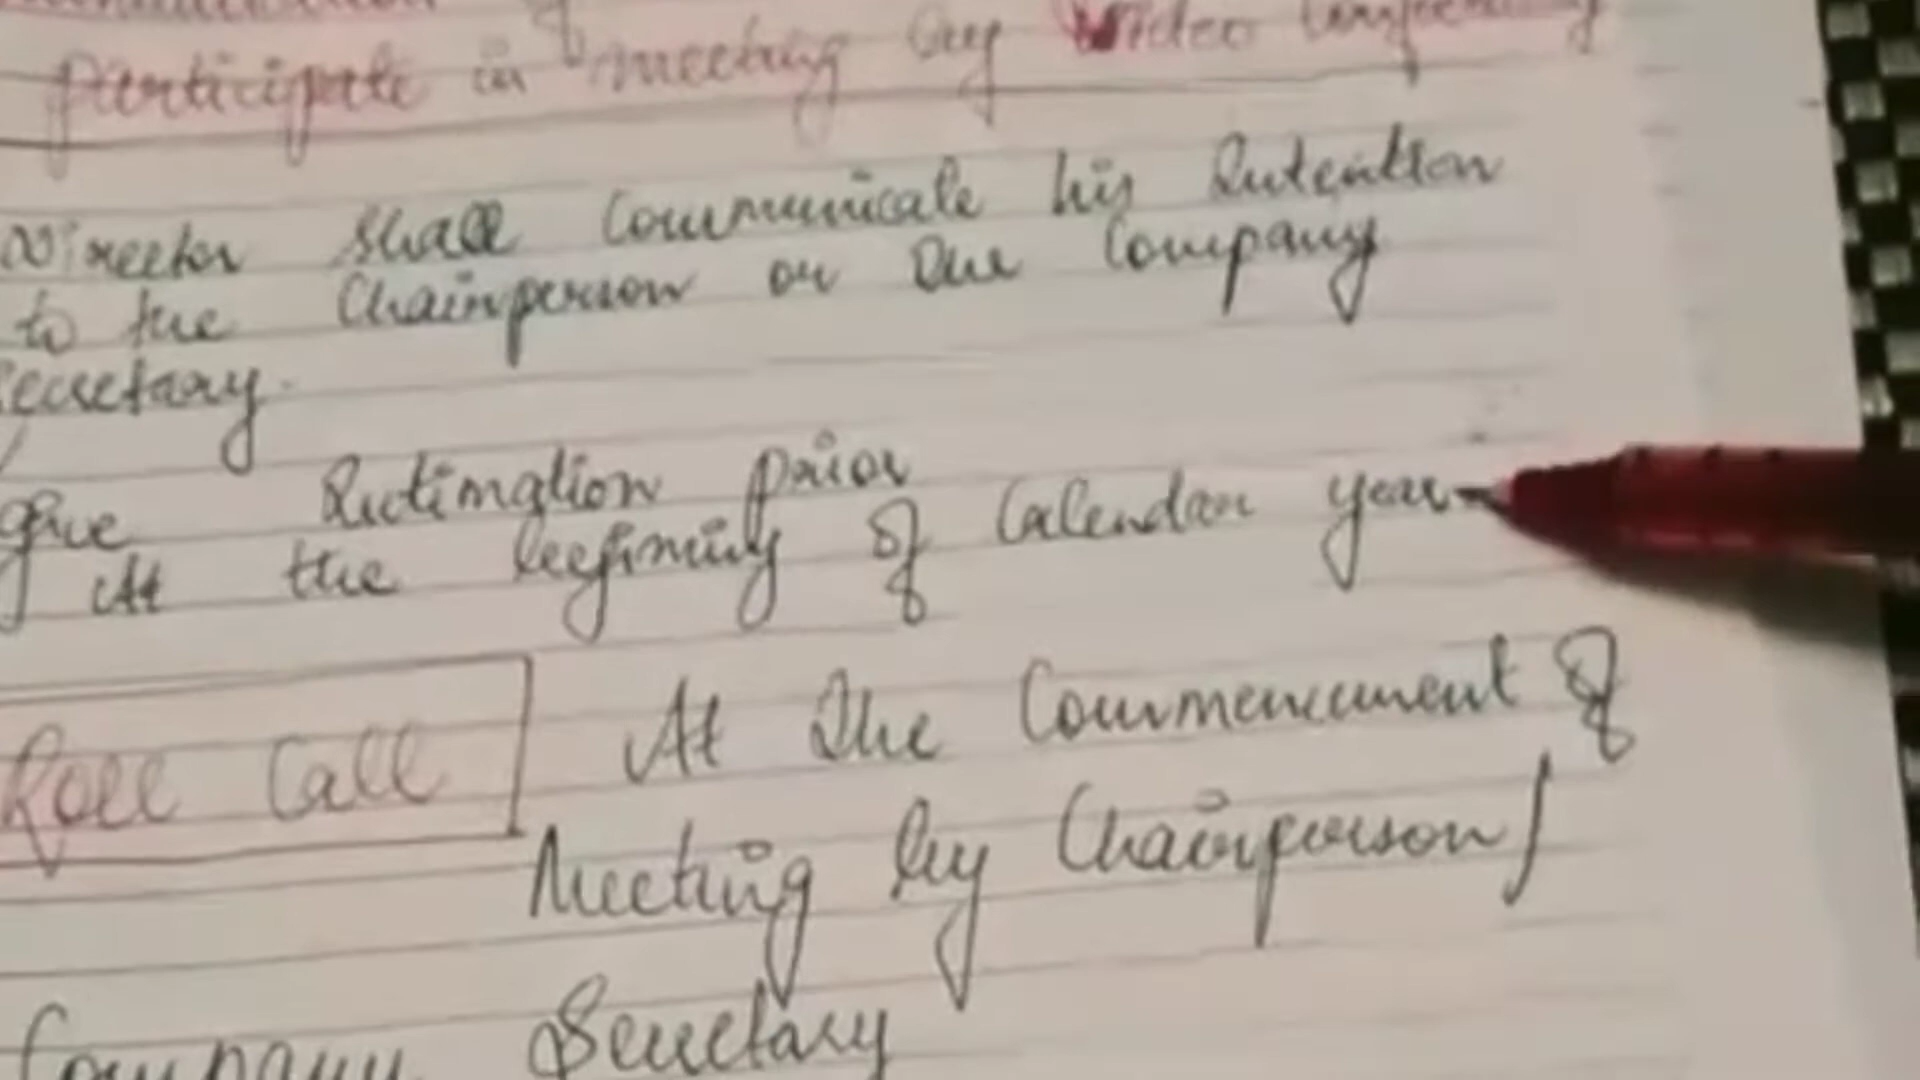 participate in meeting by Video Conferencing
Director shall Communicate his Intention
to the Chairperson or the Company
Secretary.
give Intimation prior
At the beginning of Calendar year
Roll Call
At the Commencement of
Meeting by Chairperson/
Company Secretary